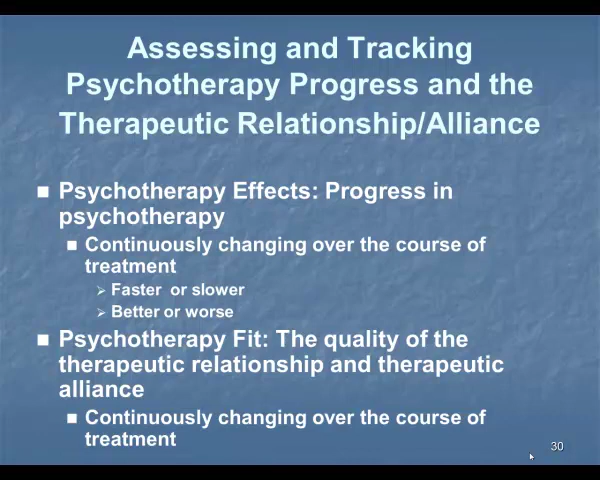 Assessing and Tracking
Psychotherapy Progress and the
Therapeutic Relationship/Alliance
Psychotherapy Effects: Progress in
psychotherapy
Continuously changing over the course of
treatment
Faster or slower
Better or worse
Psychotherapy Fit: The quality of the
therapeutic relationship and therapeutic
alliance
Continuously changing over the course of
treatment
30